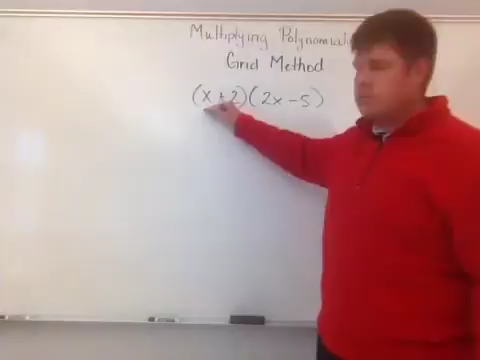 Multiplying Polynomials
Grid Method
(x + 2)(2x - 5)